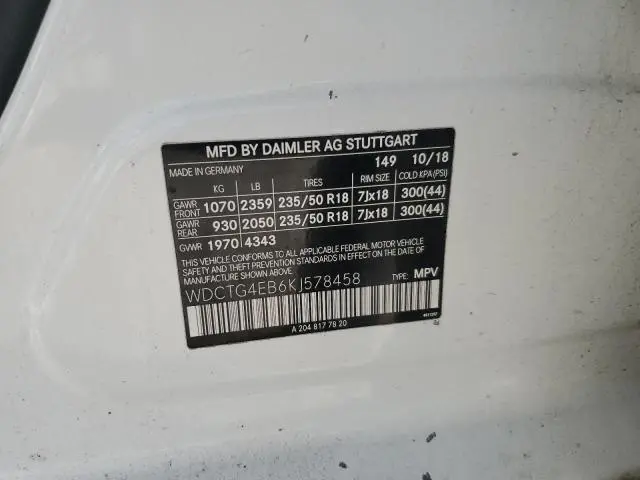 MFD BY DAIMLER AG STUTTGART
MADE IN GERMANY 149 10/18
KG LB TIRES RIM SIZE COLD KPA(PSI)
GAWR FRONT 1070 2359 235/50 R18 7Jx18 300(44)
GAWR REAR 930 2050 235/50 R18 7Jx18 300(44)
GVWR 1970 4343
THIS VEHICLE CONFORMS TO ALL APPLICABLE FEDERAL MOTOR VEHICLE
SAFETY BUMPER, AND THEFT PREVENTION STANDARDS IN EFFECT ON THE
DATE OF MANUFACTURE SHOWN ABOVE.
WDCTG4EB6KJ578458 TYPE: MPV
A 204 817 78 20